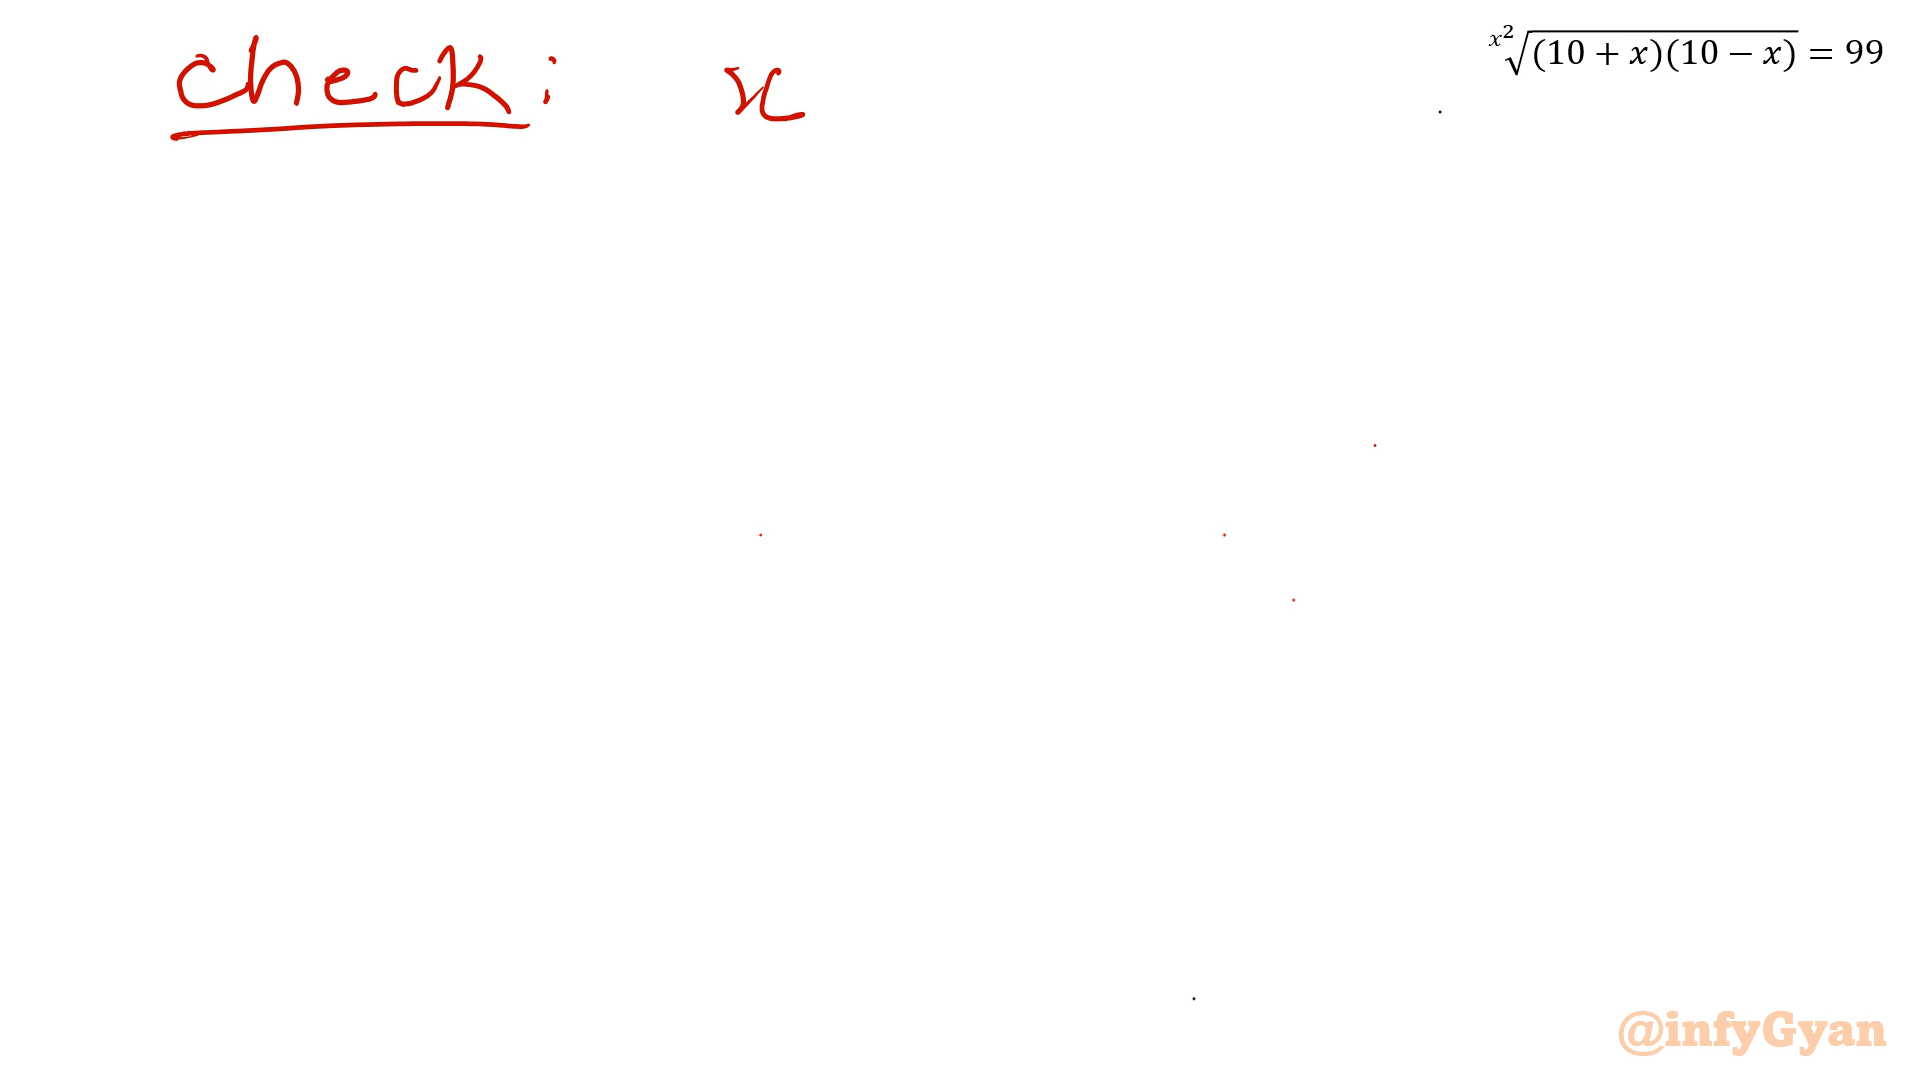 check: x
\sqrt[x^2]{(10 + x)(10 − x)} = 99
@infyGyan